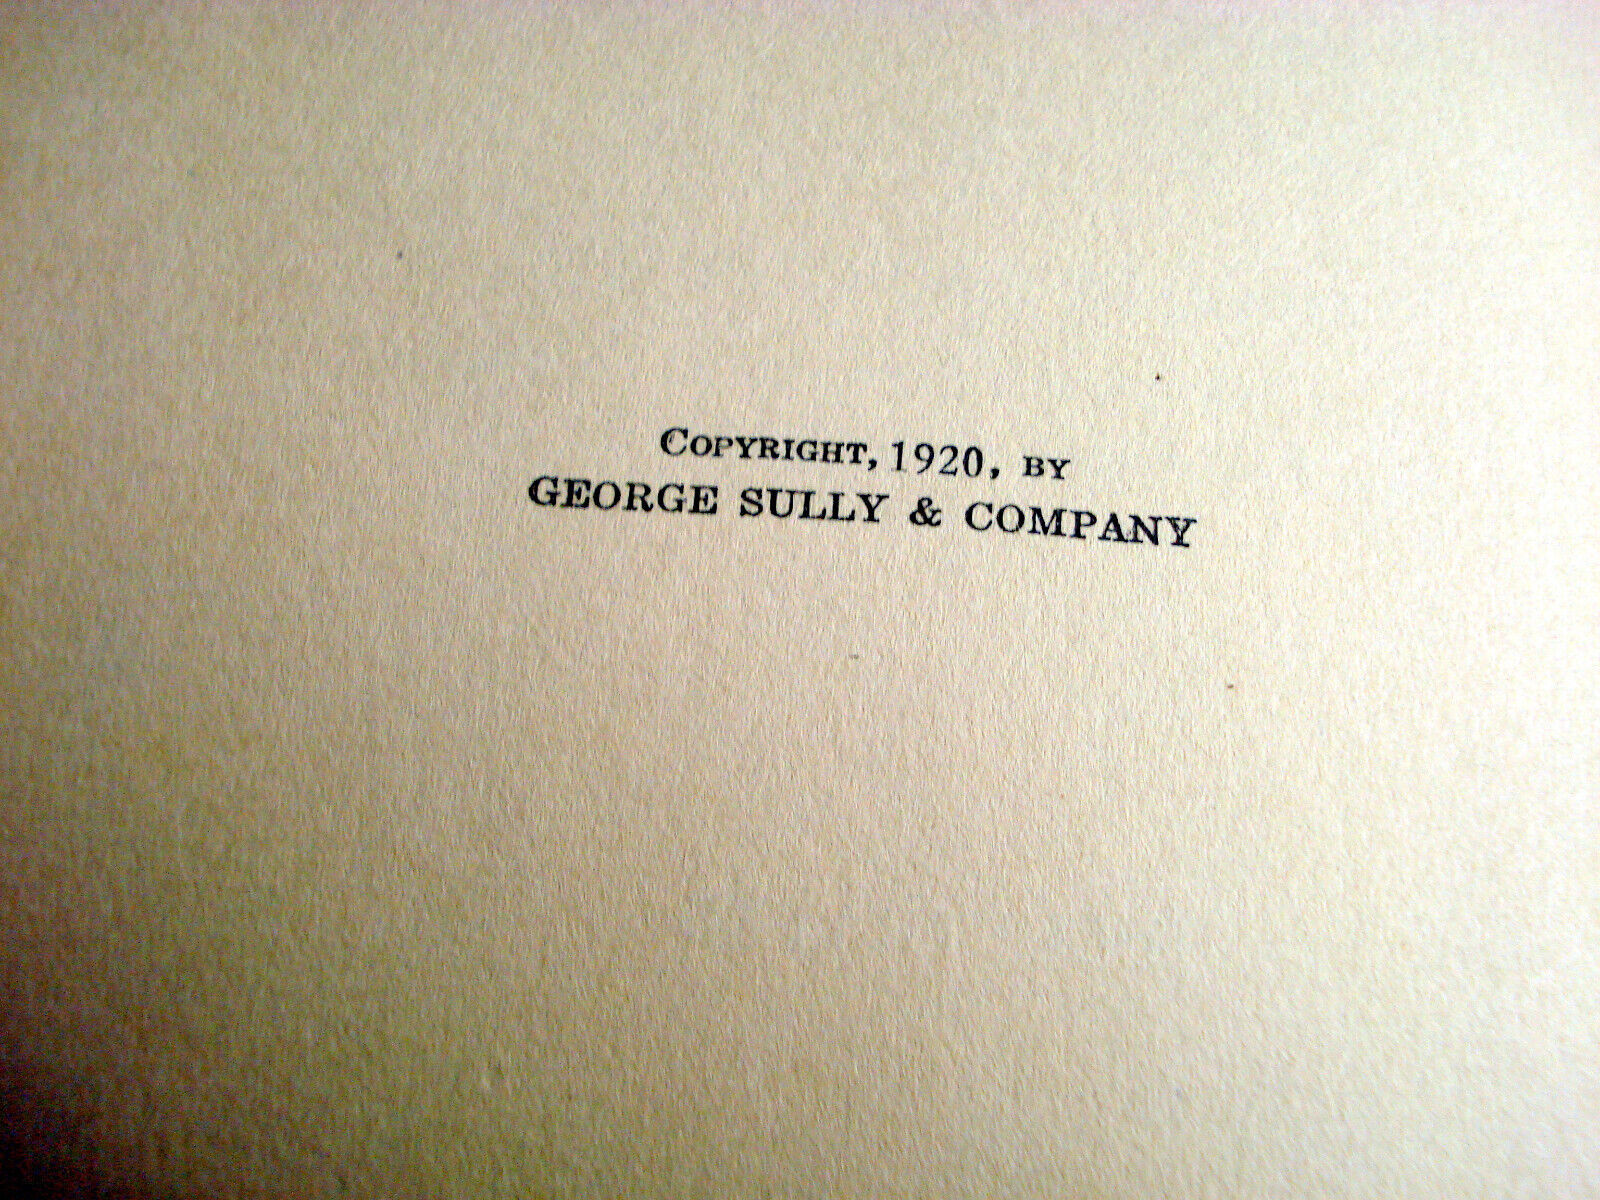 Copyright, 1920, by
GEORGE SULLY & COMPANY